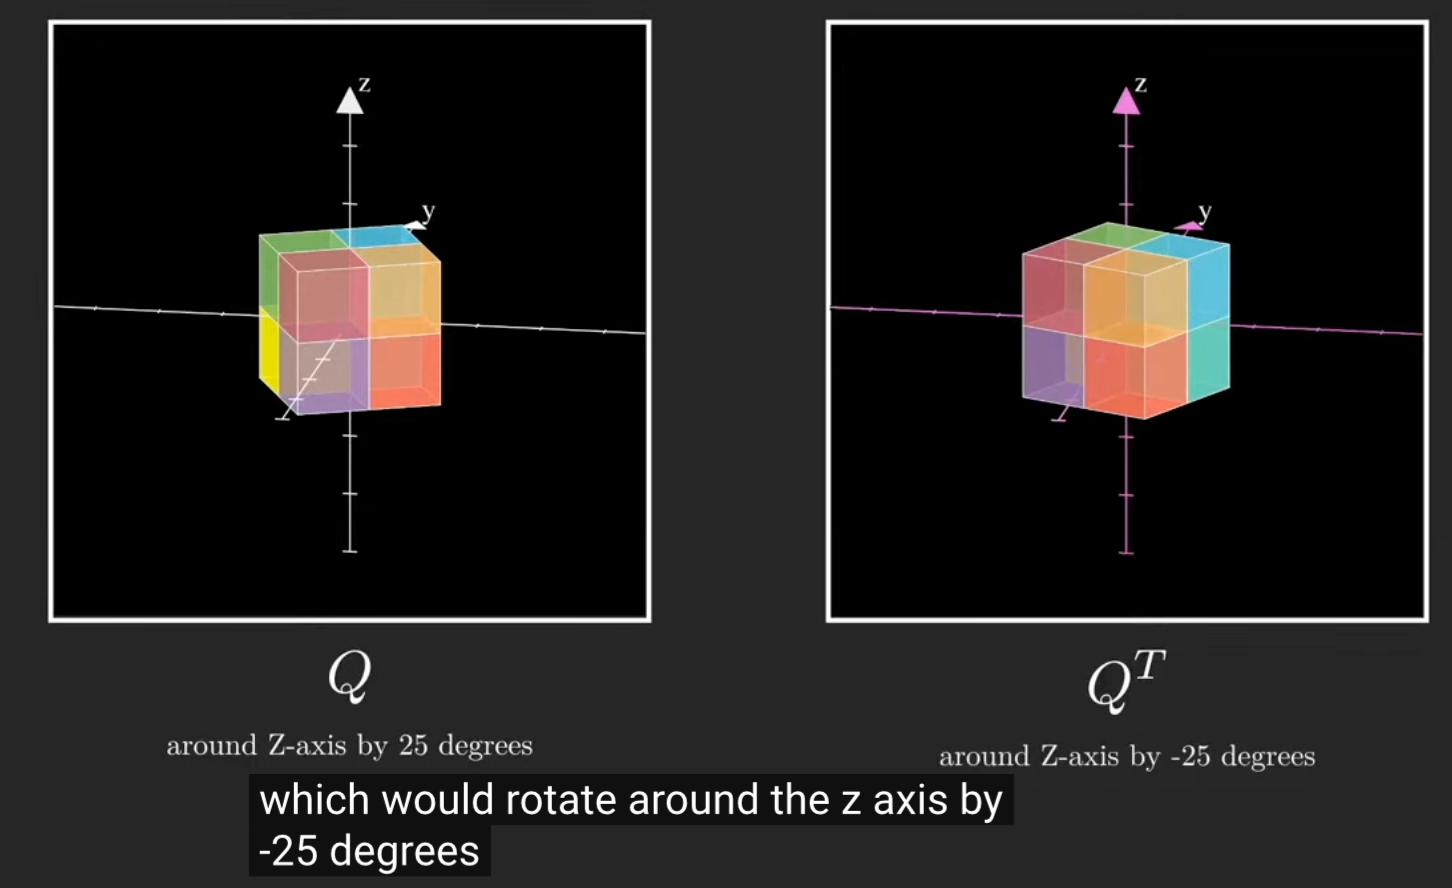 z
y
z
y
Q
Q^T
around Z-axis by 25 degrees
around Z-axis by -25 degrees
which would rotate around the z axis by
-25 degrees